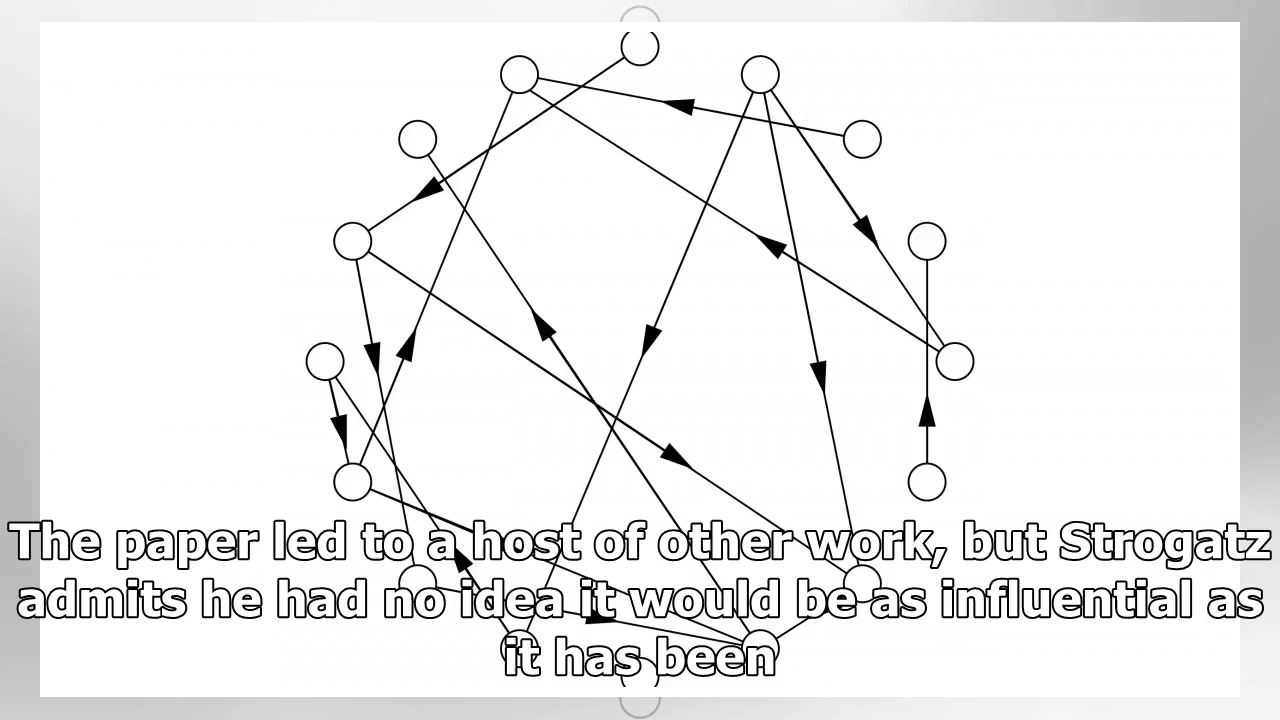 The paper led to a host of other work, but Strogatz
admits he had no idea it would be as influential as
it has been